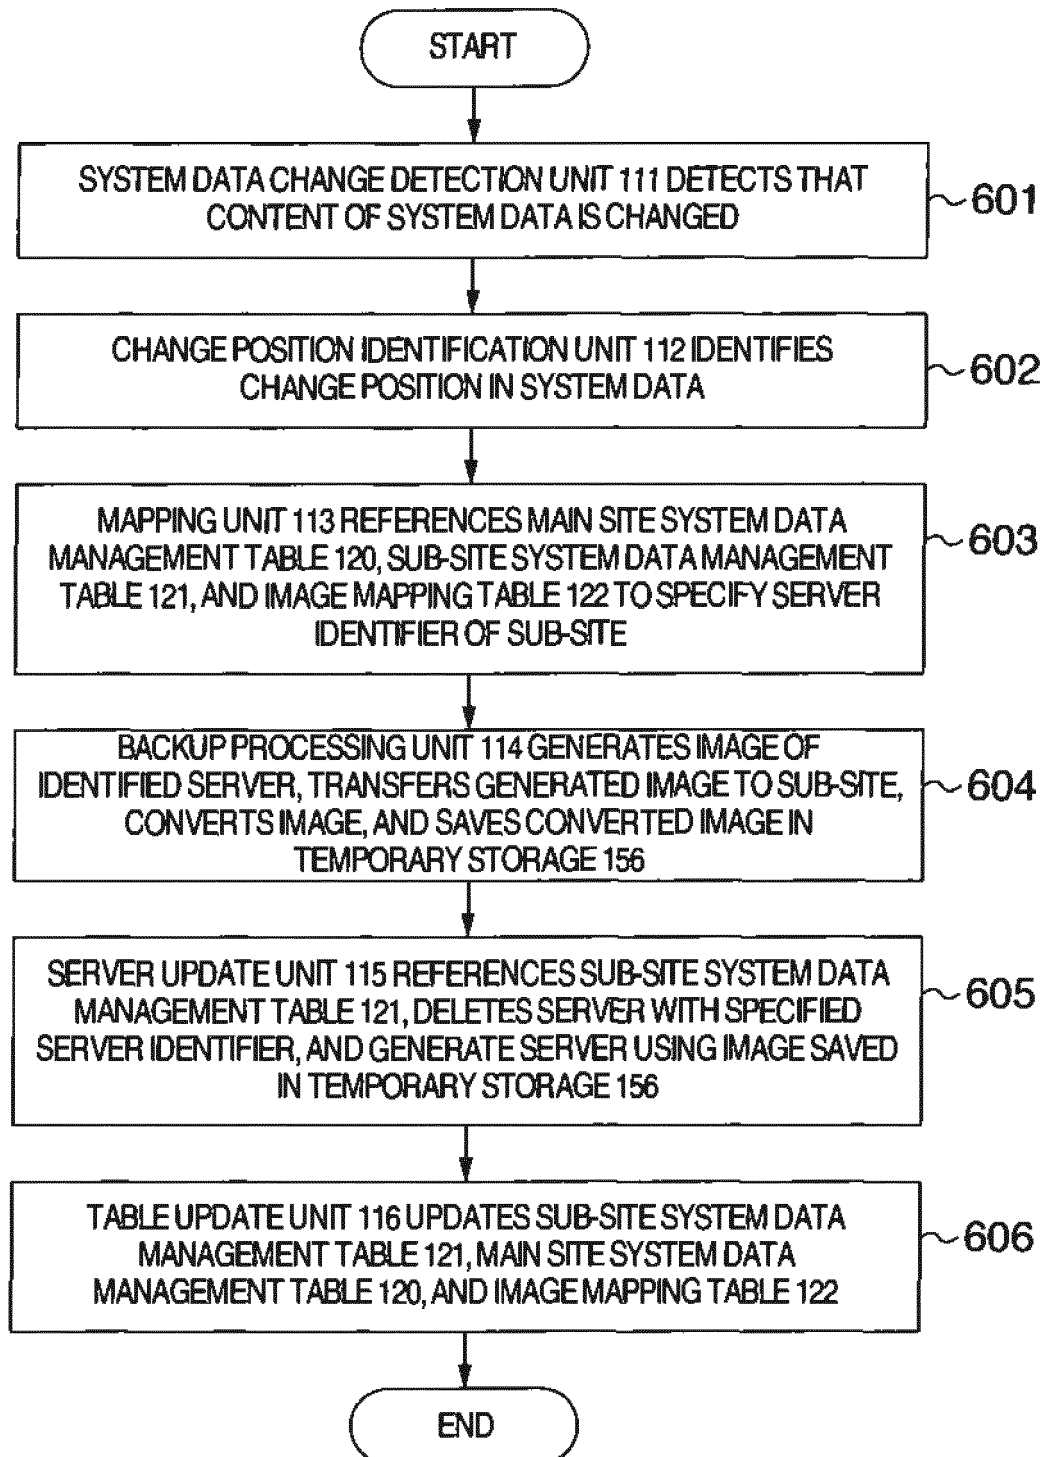 START
SYSTEM DATA CHANGE DETECTION UNIT 111 DETECTS THAT
CONTENT OF SYSTEM DATA IS CHANGED
601
CHANGE POSITION IDENTIFICATION UNIT 112 IDENTIFIES
CHANGE POSITION IN SYSTEM DATA
602
MAPPING UNIT 113 REFERENCES MAIN SITE SYSTEM DATA
MANAGEMENT TABLE 120, SUB-SITE SYSTEM DATA MANAGEMENT
TABLE 121, AND IMAGE MAPPING TABLE 122 TO SPECIFY SERVER
IDENTIFIER OF SUB-SITE
603
BACKUP PROCESSING UNIT 114 GENERATES IMAGE OF
IDENTIFIED SERVER, TRANSFERS GENERATED IMAGE TO SUB-SITE,
CONVERTS IMAGE, AND SAVES CONVERTED IMAGE IN
TEMPORARY STORAGE 156
604
SERVER UPDATE UNIT 115 REFERENCES SUB-SITE SYSTEM DATA
MANAGEMENT TABLE 121, DELETES SERVER WITH SPECIFIED
SERVER IDENTIFIER, AND GENERATE SERVER USING IMAGE SAVED
IN TEMPORARY STORAGE 156
605
TABLE UPDATE UNIT 116 UPDATES SUB-SITE SYSTEM DATA
MANAGEMENT TABLE 121, MAIN SITE SYSTEM DATA
MANAGEMENT TABLE 120, AND IMAGE MAPPING TABLE 122
606
END